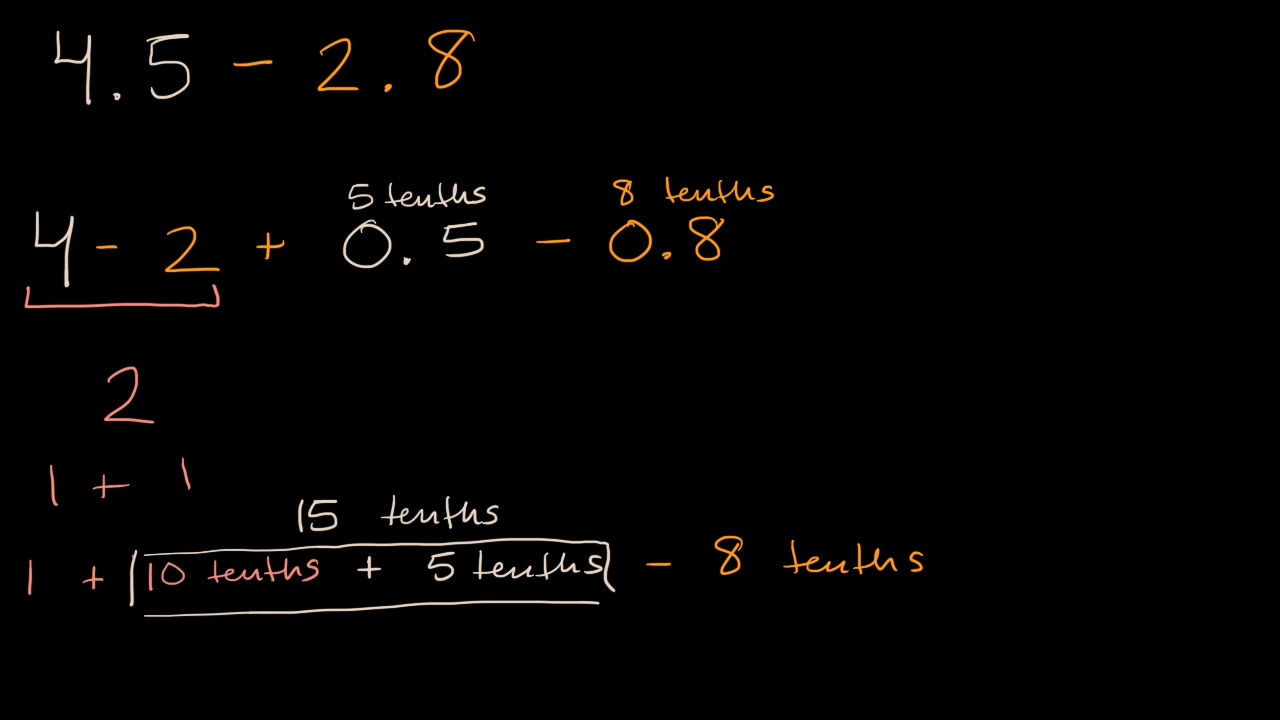 4.5 - 2.8
5 tenths 8 tenths
4 - 2 + 0.5 - 0.8
2
1 + 1
15 tenths
1 + 10 tenths + 5 tenths - 8 tenths